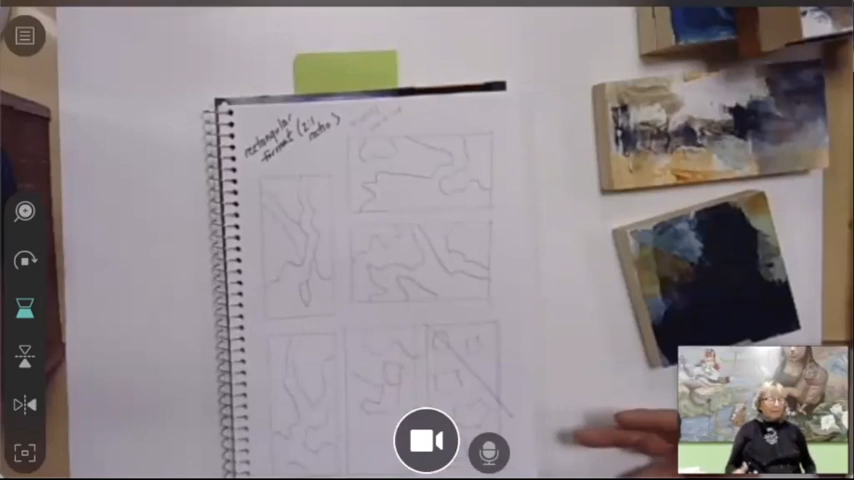 rectangular
format (2:1
ratio)